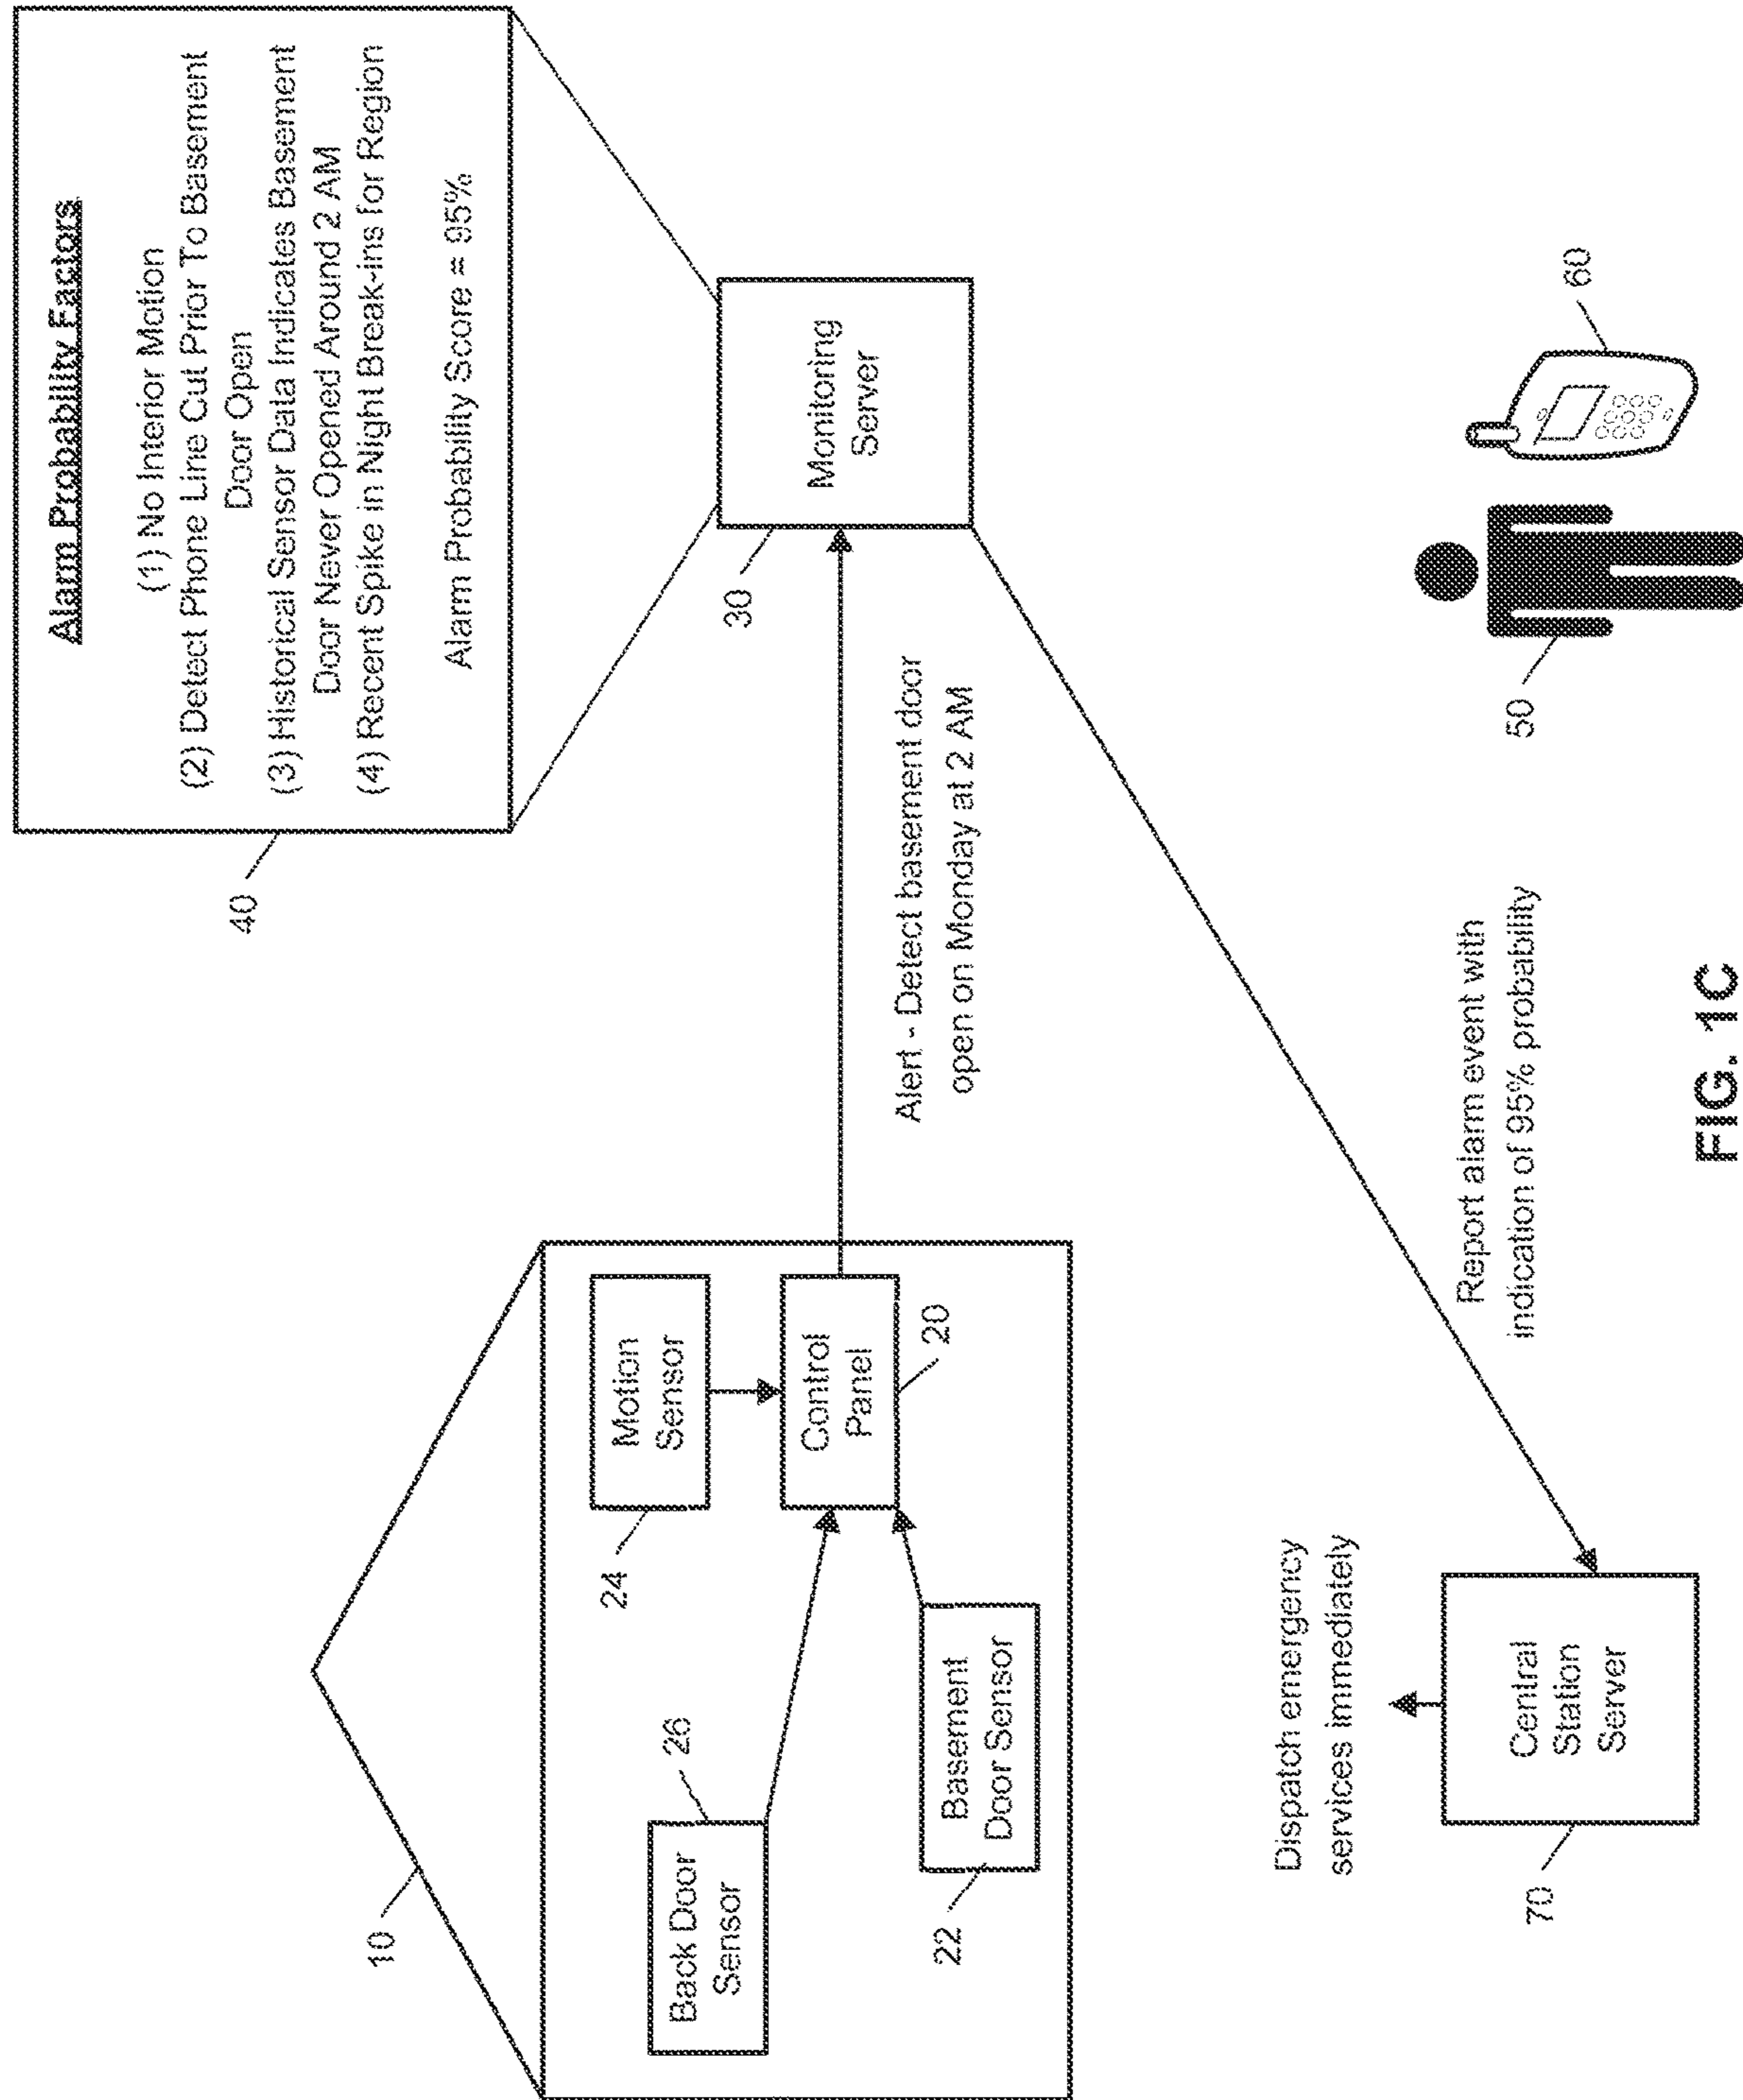 Alarm Probability Factors
(1) No Interior Motion
(2) Detect Phone Line Cut Prior To Basement
Door Open
(3) Historical Sensor Data Indicates Basement
Door Never Opened Around 2 AM
(4) Recent Spike in Night Break-ins for Region
Alarm Probability Score = 95%
40
10
Back Door
Sensor
26
Motion
Sensor
24
Control
Panel
20
Basement
Door Sensor
22
Alert - Detect basement door
open on Monday at 2 AM
Monitoring
Server
30
Dispatch emergency
services immediately
Central
Station
Server
70
Report alarm event with
indication of 95% probability
50
60
FIG. 1C